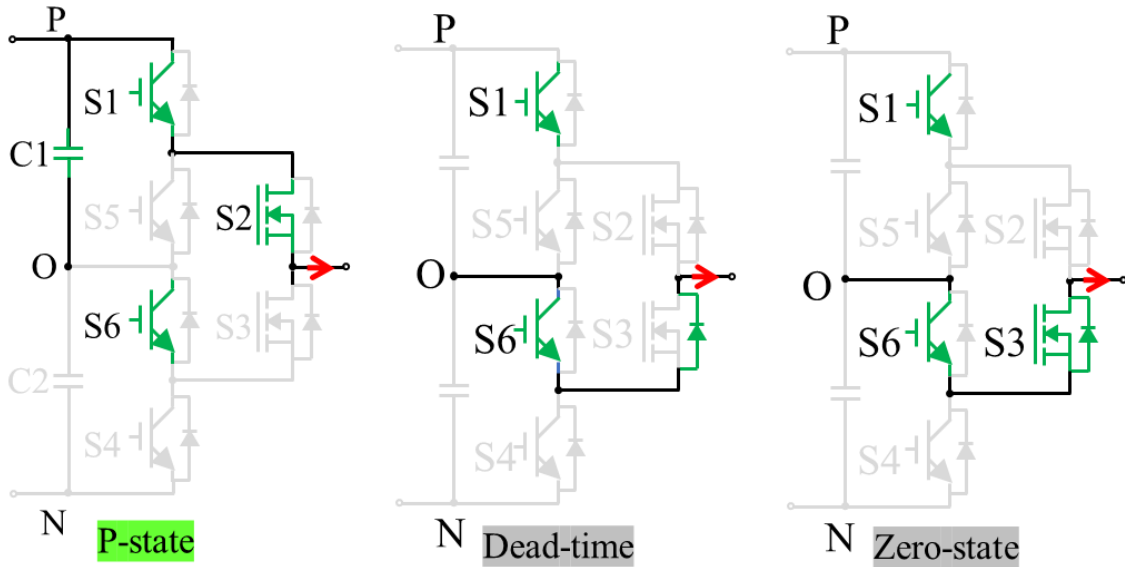 P
S1
C1
S5
S2
O
S6
S3
C2
S4
N
P-state
P
S1
S5
S2
O
S6
S3
S4
N
Dead-time
P
S1
S5
S2
O
S6
S3
S4
N
Zero-state